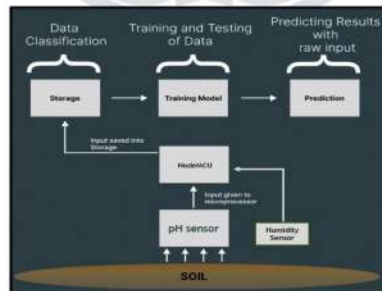 Data
Classification
Training and Testing
of Data
Predicting Results
with
raw input
Storage
Training Model
Prediction
Input saved into
Storage
NodeMCU
Input given to
microprocessor
pH sensor
Humidity
Sensor
SOIL